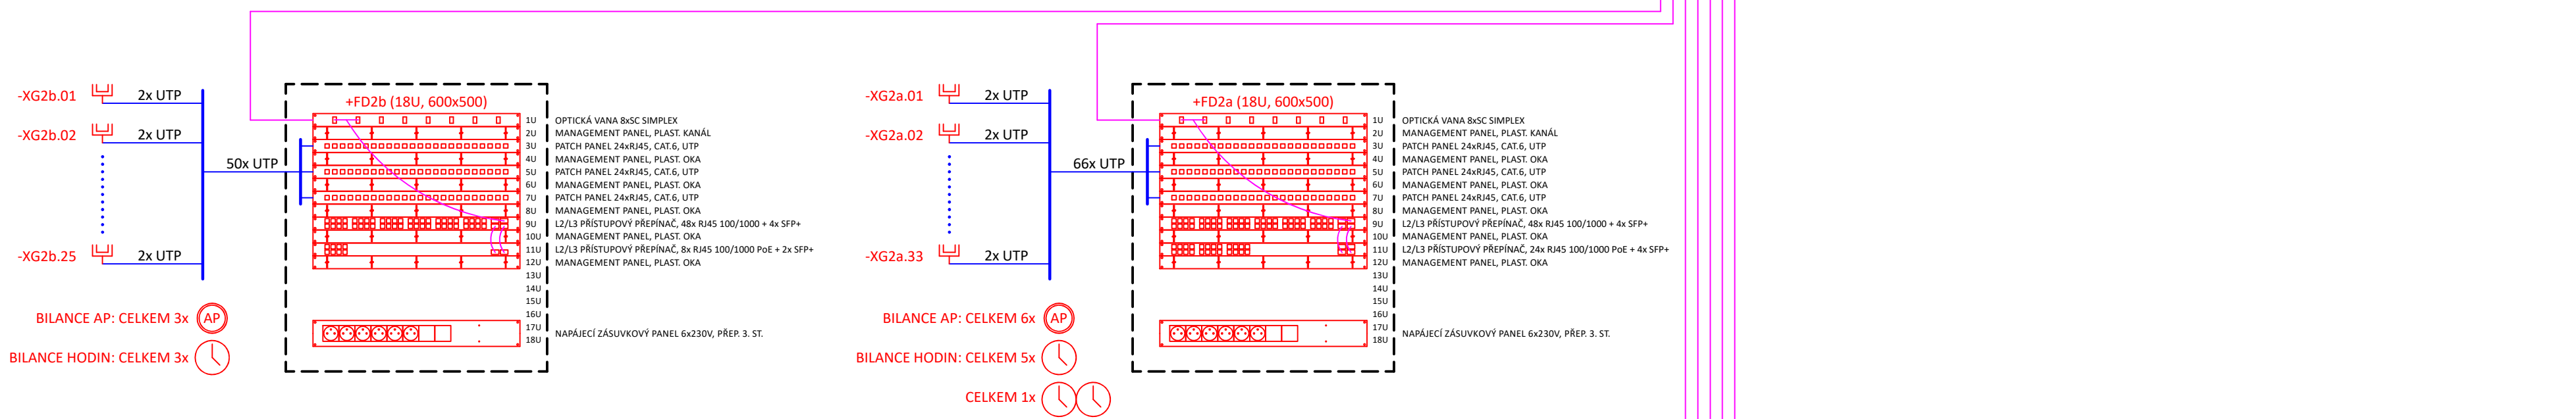 -XG2b.01
2x UTP
-XG2b.02
2x UTP
50x UTP
-XG2b.25
2x UTP
BILANCE AP: CELKEM 3x AP
BILANCE HODIN: CELKEM 3x
+FD2b (18U, 600x500)
1U OPTICKÁ VANA 8xSC SIMPLEX
2U MANAGEMENT PANEL, PLAST. KANÁL
3U PATCH PANEL 24xRJ45, CAT.6, UTP
4U MANAGEMENT PANEL, PLAST. OKA
5U PATCH PANEL 24xRJ45, CAT.6, UTP
6U MANAGEMENT PANEL, PLAST. OKA
7U PATCH PANEL 24xRJ45, CAT.6, UTP
8U MANAGEMENT PANEL, PLAST. OKA
9U L2/L3 PŘÍSTUPOVÝ PŘEPÍNAČ, 48x RJ45 100/1000 + 4x SFP+
10U MANAGEMENT PANEL, PLAST. OKA
11U L2/L3 PŘÍSTUPOVÝ PŘEPÍNAČ, 8x RJ45 100/1000 PoE + 2x SFP+
12U MANAGEMENT PANEL, PLAST. OKA
13U
14U
15U
16U
17U NAPÁJECÍ ZÁSUVKOVÝ PANEL 6x230V, PŘEP. 3. ST.
18U
-XG2a.01
2x UTP
-XG2a.02
2x UTP
66x UTP
-XG2a.33
2x UTP
BILANCE AP: CELKEM 6x AP
BILANCE HODIN: CELKEM 5x
CELKEM 1x
+FD2a (18U, 600x500)
1U OPTICKÁ VANA 8xSC SIMPLEX
2U MANAGEMENT PANEL, PLAST. KANÁL
3U PATCH PANEL 24xRJ45, CAT.6, UTP
4U MANAGEMENT PANEL, PLAST. OKA
5U PATCH PANEL 24xRJ45, CAT.6, UTP
6U MANAGEMENT PANEL, PLAST. OKA
7U PATCH PANEL 24xRJ45, CAT.6, UTP
8U MANAGEMENT PANEL, PLAST. OKA
9U L2/L3 PŘÍSTUPOVÝ PŘEPÍNAČ, 48x RJ45 100/1000 + 4x SFP+
10U MANAGEMENT PANEL, PLAST. OKA
11U L2/L3 PŘÍSTUPOVÝ PŘEPÍNAČ, 24x RJ45 100/1000 PoE + 4x SFP+
12U MANAGEMENT PANEL, PLAST. OKA
13U
14U
15U
16U
17U NAPÁJECÍ ZÁSUVKOVÝ PANEL 6x230V, PŘEP. 3. ST.
18U